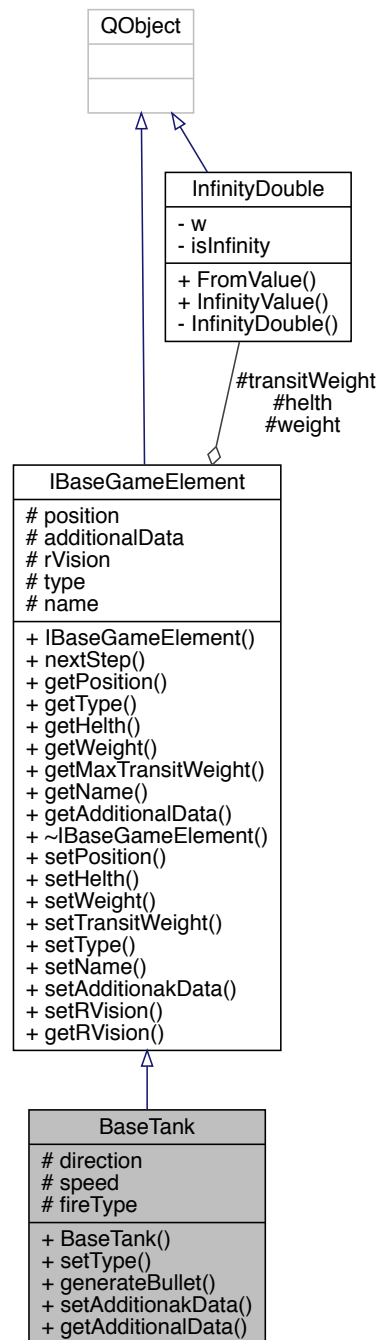 QObject
InfinityDouble
- w
- isInfinity
+ FromValue()
+ InfinityValue()
- InfinityDouble()
#transitWeight
#helth
#weight
IBaseGameElement
# position
# additionalData
# rVision
# type
# name
+ IBaseGameElement()
+ nextStep()
+ getPosition()
+ getType()
+ getHelth()
+ getWeight()
+ getMaxTransitWeight()
+ getName()
+ getAdditionalData()
+ ~IBaseGameElement()
+ setPosition()
+ setHelth()
+ setWeight()
+ setTransitWeight()
+ setType()
+ setName()
+ setAdditionakData()
+ setRVision()
+ getRVision()
BaseTank
# direction
# speed
# fireType
+ BaseTank()
+ setType()
+ generateBullet()
+ setAdditionakData()
+ getAdditionalData()